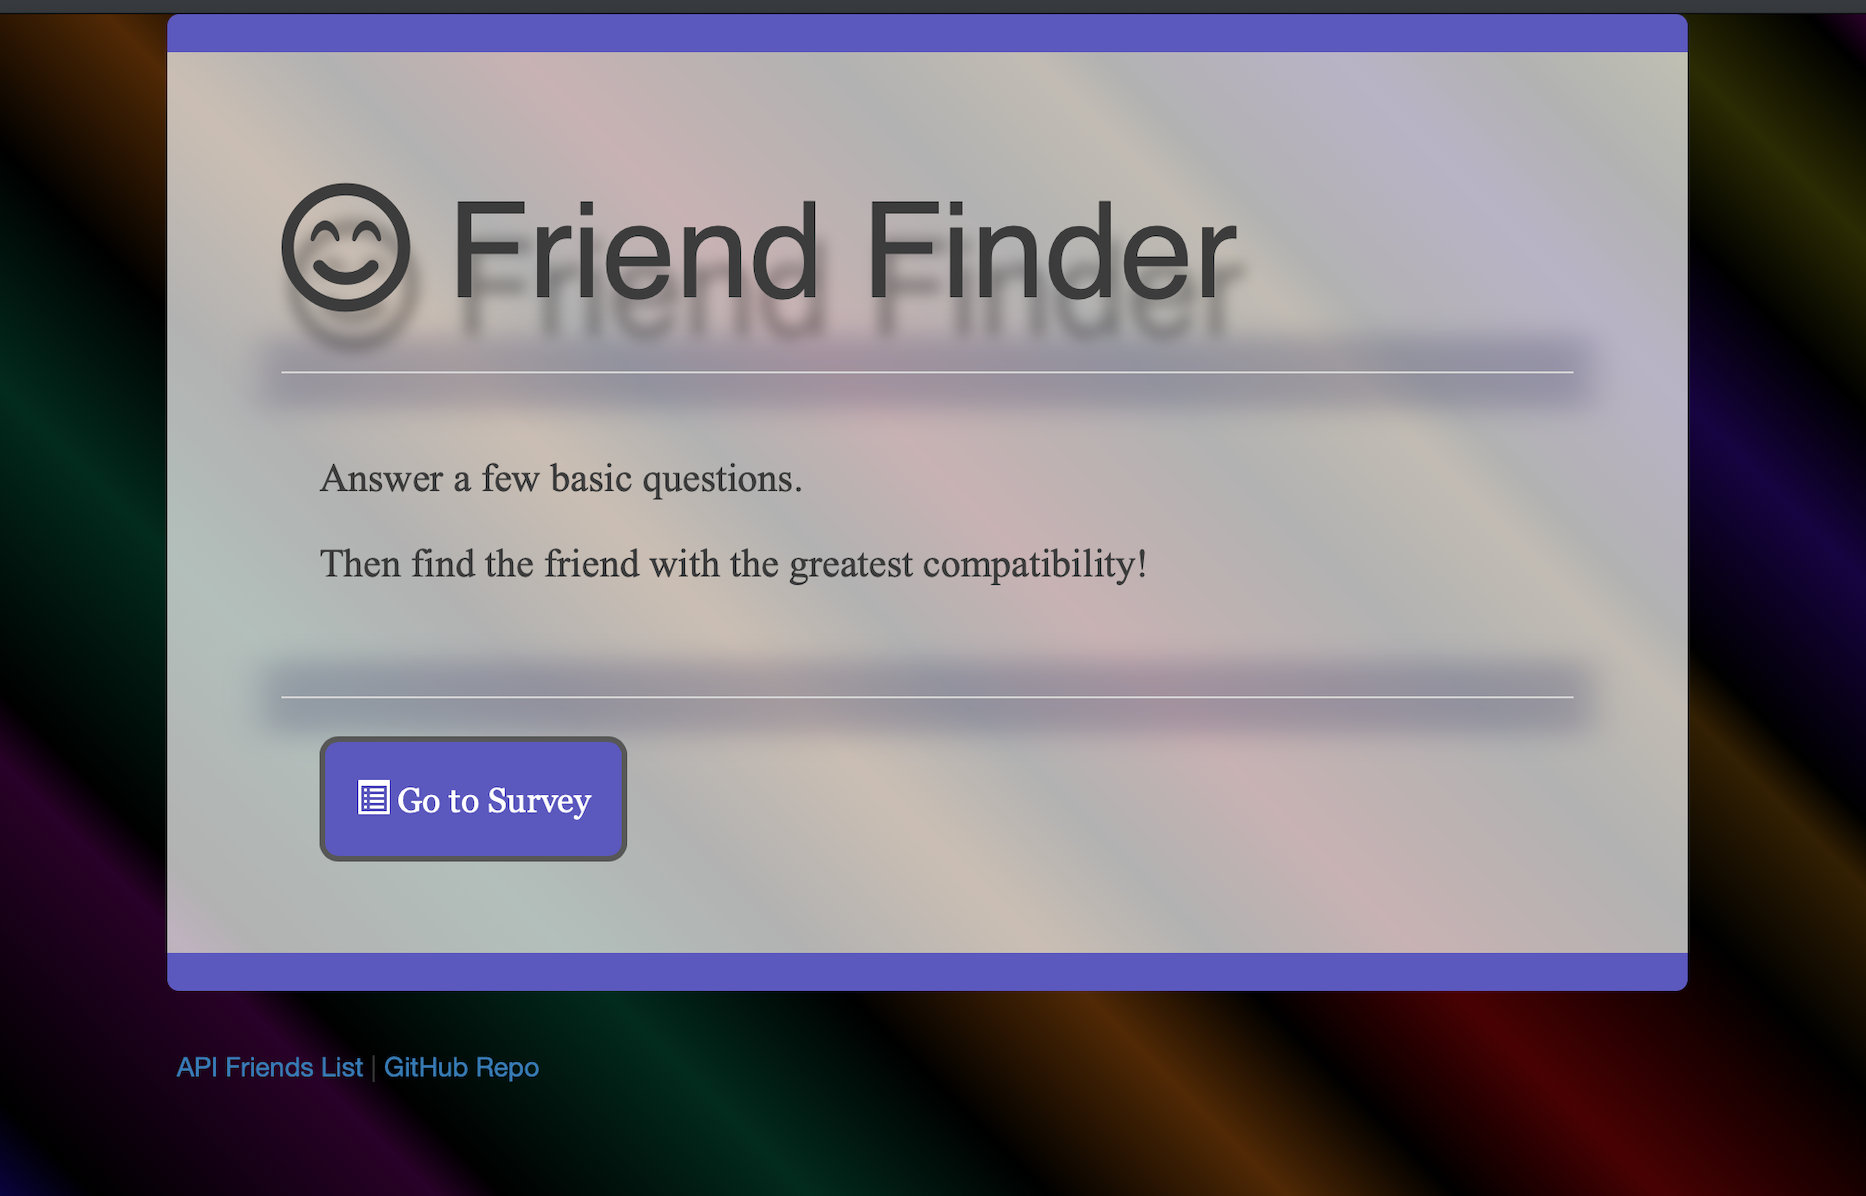 Friend Finder
Answer a few basic questions.
Then find the friend with the greatest compatibility!
Go to Survey
API Friends List | GitHub Repo